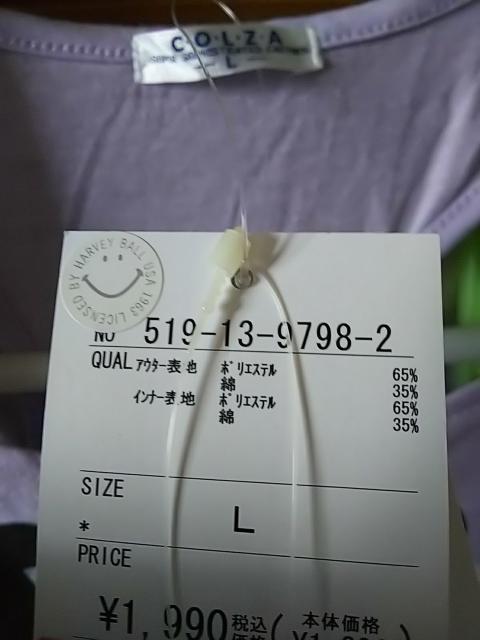 C·O·L·Z·A
L
LICENSED BY HARVEY BALL USA 1963
NO 519-13-9798-2
QUAL アウター表地 ポリエステル 65%
綿 35%
インナー表地 ポリエステル 65%
綿 35%
SIZE
* L
PRICE
¥1,990 税込価格 ( 本体価格